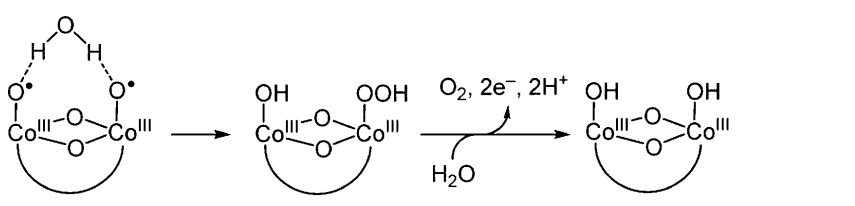 O
H H
O• O• OH OOH O₂, 2e⁻, 2H⁺ OH OH
Coᴵᴵᴵ O Coᴵᴵᴵ Coᴵᴵᴵ O Coᴵᴵᴵ Coᴵᴵᴵ O Coᴵᴵᴵ
O O O
H₂O